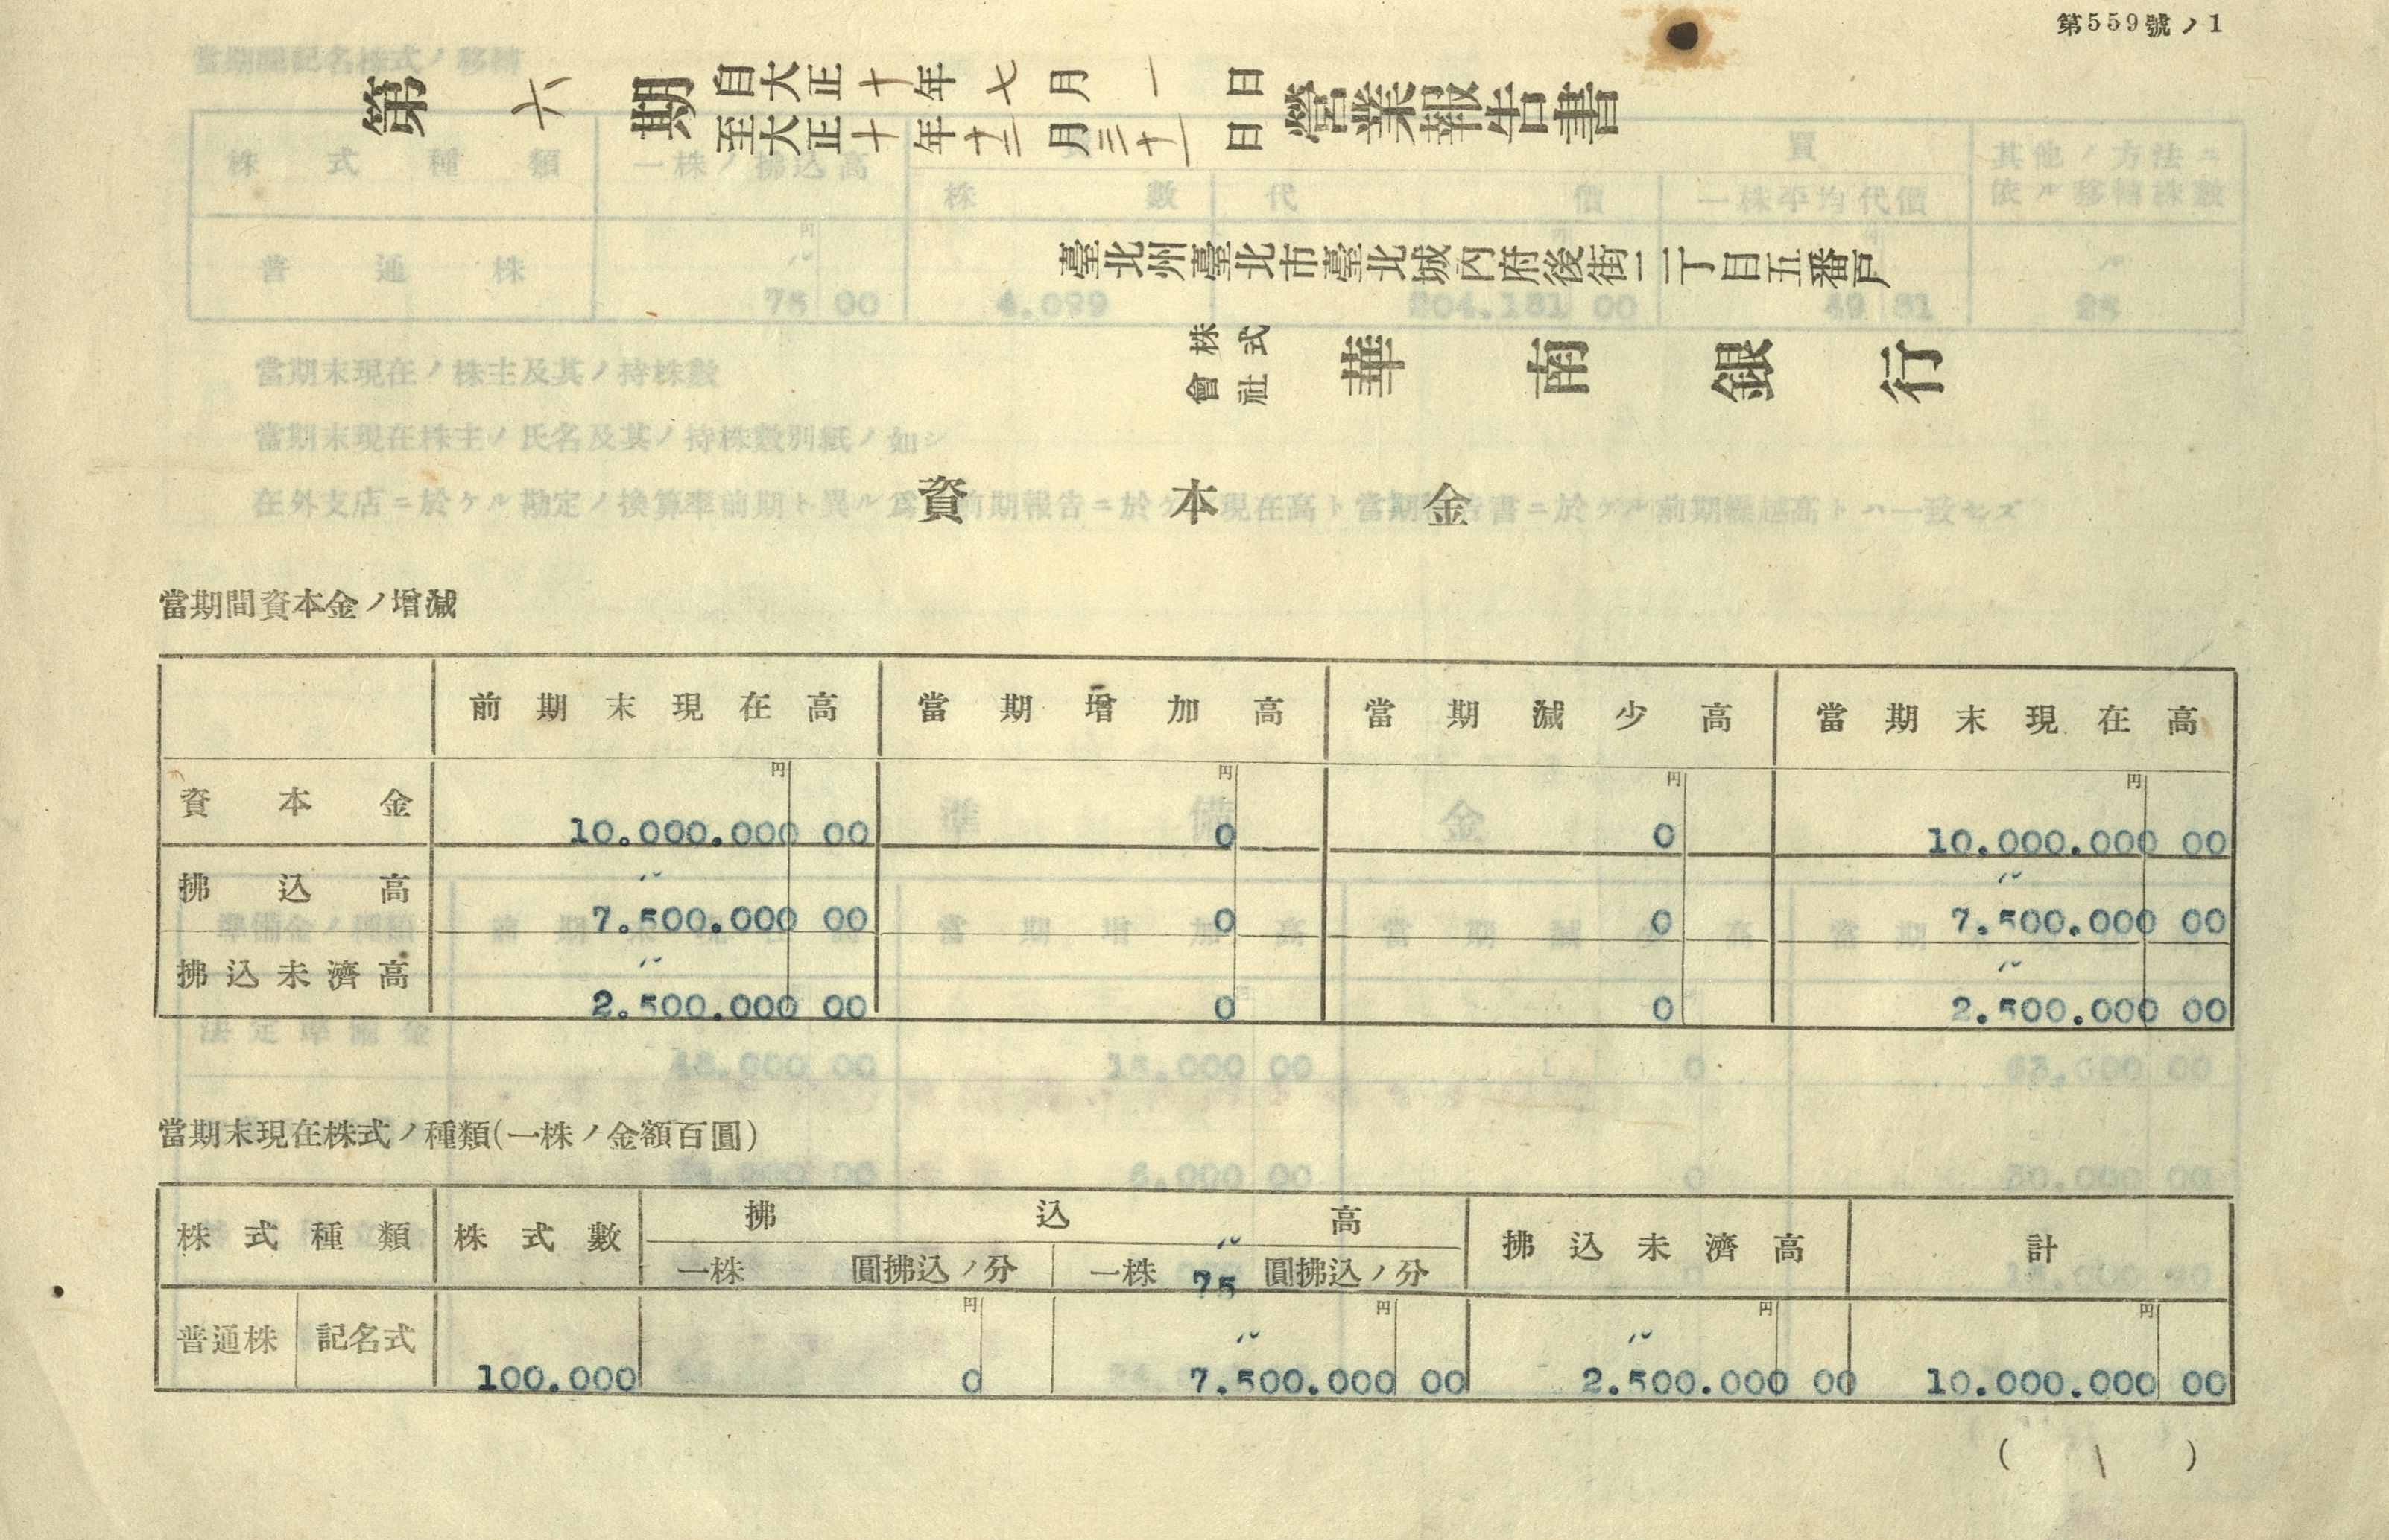 第559號ノ1
第六期 自大正十年七月一日 營業報告書
至大正十年十二月三十一日
臺北州臺北市臺北城內府後街一丁目五番戶
株式會社 華南銀行
資本金
當期間資本金ノ增減
前期末現在高 當期增加高 當期減少高 當期末現在高
円 円 円 円
資本金 10.000.000 00 0 0 10.000.000 00
拂込高 7.500.000 00 0 0 7.500.000 00
拂込未濟高 2.500.000 00 0 0 2.500.000 00
當期末現在株式ノ種類(一株ノ金額百圓)
株式種類 株式數 拂込高 拂込未濟高 計
一株 圓拂込ノ分 一株 75 圓拂込ノ分
円 円 円 円
普通株 記名式 100.000 0 7.500.000 00 2.500.000 00 10.000.000 00
( \ )